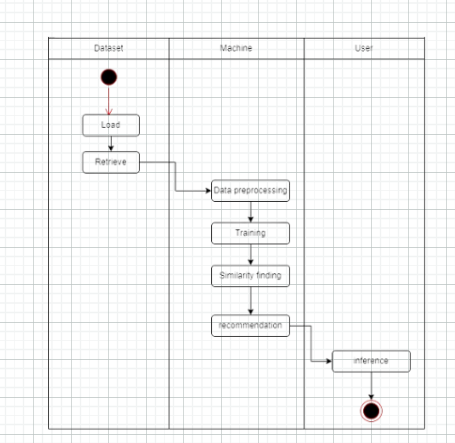 Dataset
Machine
User
Load
Retrieve
Data preprocessing
Training
Similarity finding
recommendation
inference